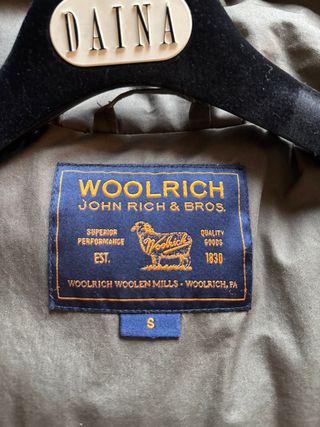 DAINA
WOOLRICH
JOHN RICH & BROS.
SUPERIOR PERFORMANCE
QUALITY GOODS
EST.
Woolrich
1830
WOOLRICH WOOLEN MILLS - WOOLRICH, PA
S